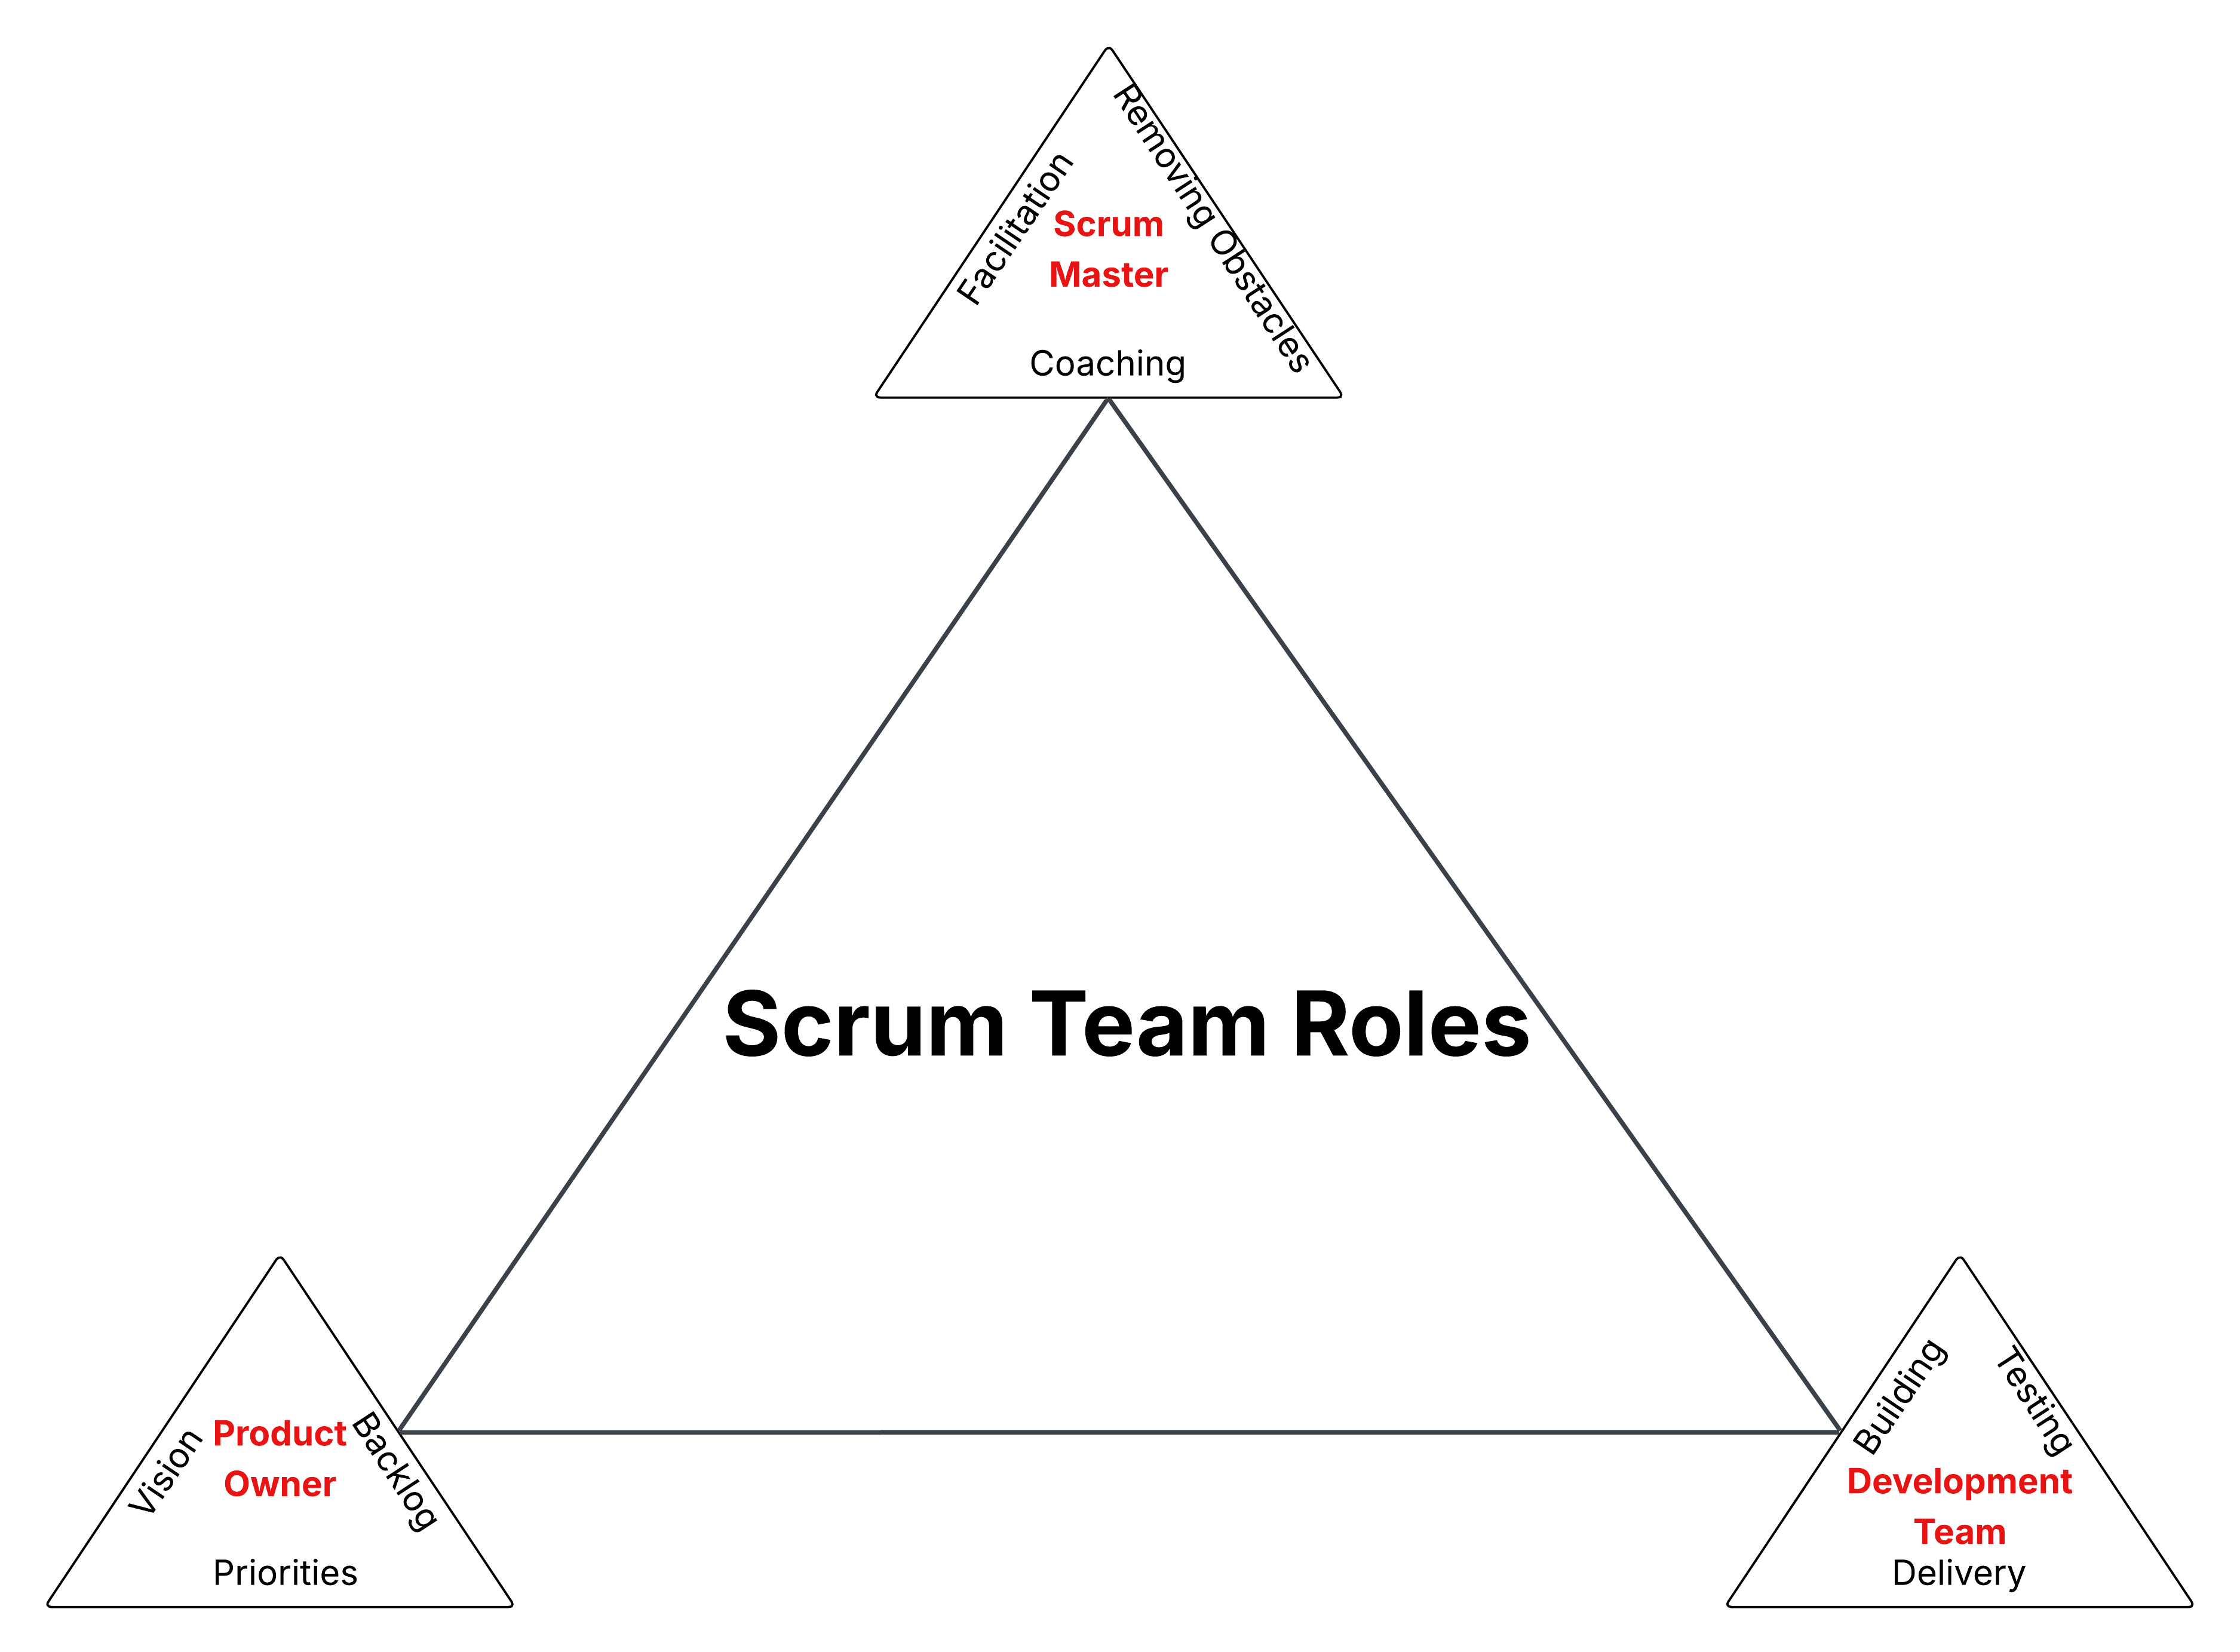 Facilitation
Removing Obstacles
Scrum
Master
Coaching
Scrum Team Roles
Vision
Product
Owner
Backlog
Priorities
Building
Testing
Development
Team
Delivery